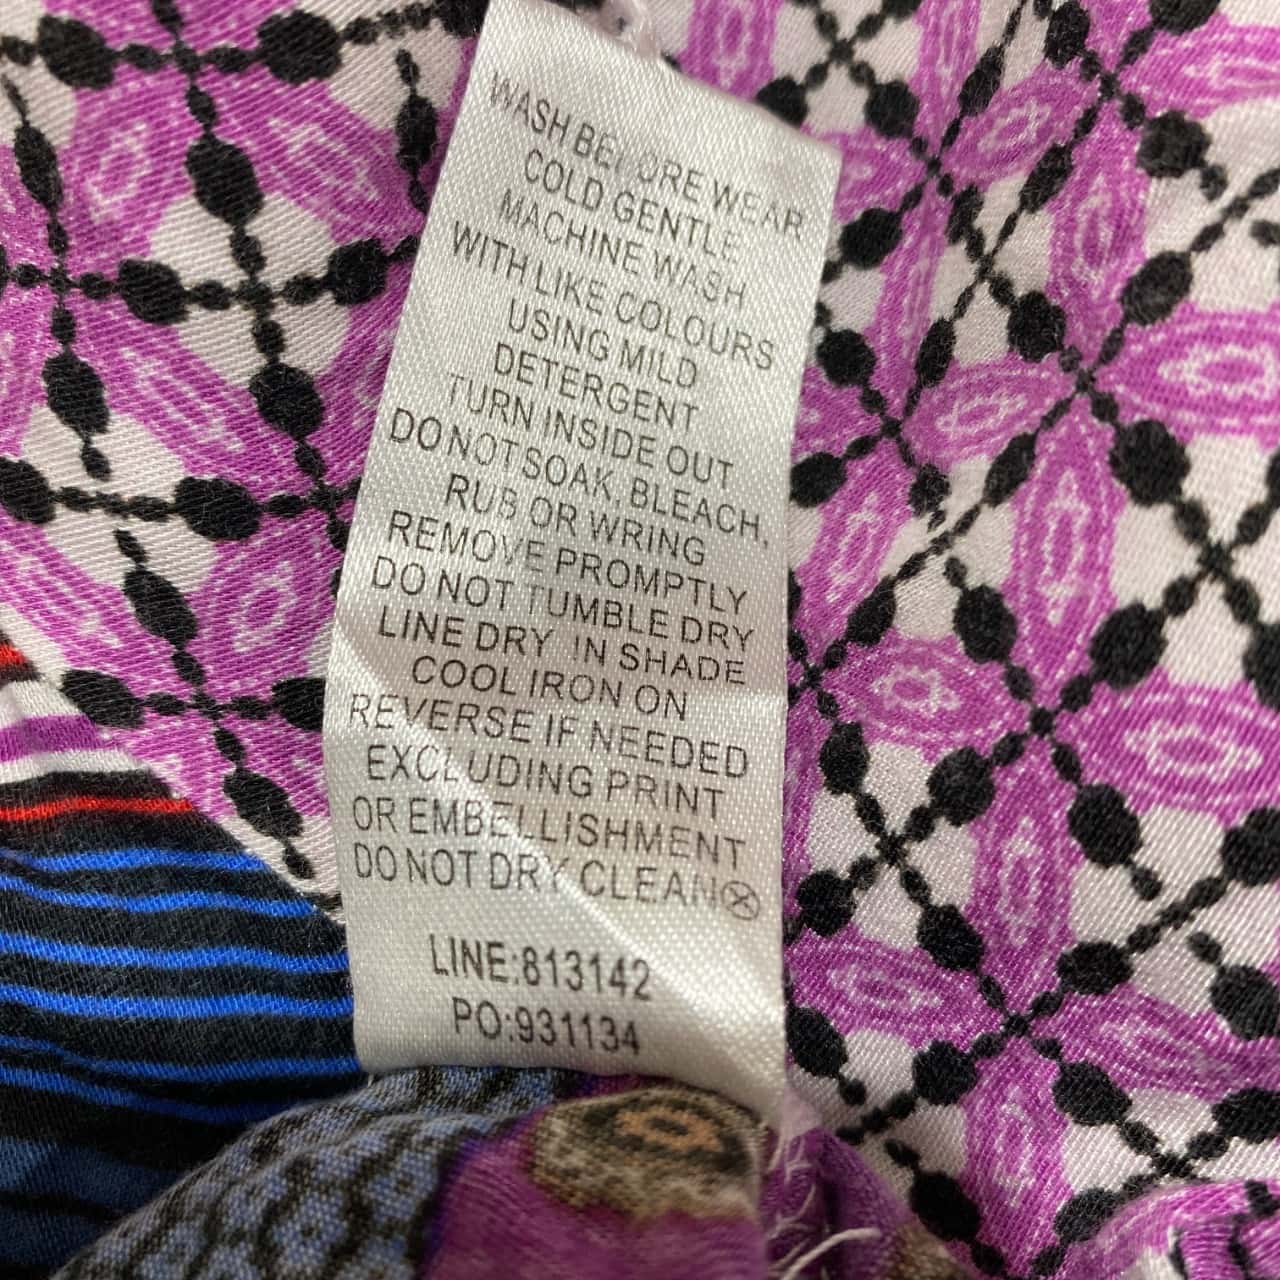 WASH BEFORE WEAR
COLD GENTLE
MACHINE WASH
WITH LIKE COLOURS
USING MILD
DETERGENT
TURN INSIDE OUT
DO NOT SOAK, BLEACH,
RUB OR WRING
REMOVE PROMPTLY
DO NOT TUMBLE DRY
LINE DRY IN SHADE
COOL IRON ON
REVERSE IF NEEDED
EXCLUDING PRINT
OR EMBELLISHMENT
DO NOT DRY CLEAN
LINE:813142
PO:931134